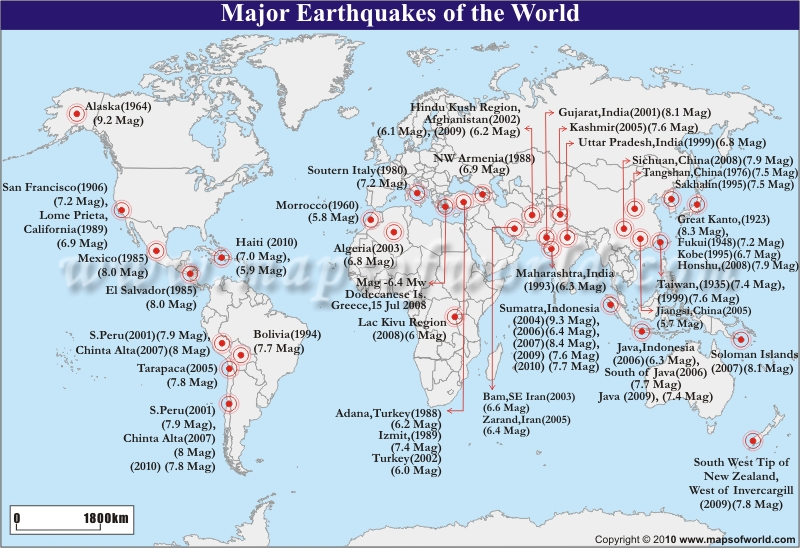 Major Earthquakes of the World
Alaska(1964)
(9.2 Mag)
San Francisco(1906)
(7.2 Mag),
Lome Prieta,
California(1989)
(6.9 Mag)
Mexico(1985)
(8.0 Mag)
El Salvador(1985)
(8.0 Mag)
Haiti (2010)
(7.0 Mag),
(5.9 Mag)
S.Peru(2001)(7.9 Mag),
Chinta Alta(2007)(8 Mag)
Tarapaca(2005)
(7.8 Mag)
Bolivia(1994)
(7.7 Mag)
S.Peru(2001)
(7.9 Mag),
Chinta Alta(2007)
(8 Mag)
(2010) (7.8 Mag)
Hindu Kush Region,
Afghanistan(2002)
(6.1 Mag), (2009) (6.2 Mag)
Soutern Italy(1980)
(7.2 Mag)
NW Armenia(1988)
(6.9 Mag)
Morrocco(1960)
(5.8 Mag)
Algeria(2003)
(6.8 Mag)
Mag -6.4 Mw
Dodecanese Is.
Greece,15 Jul 2008
Lac Kivu Region
(2008)(6 Mag)
Adana,Turkey(1988)
(6.2 Mag)
Izmit,(1989)
(7.4 Mag)
Turkey(2002)
(6.0 Mag)
Bam,SE Iran(2003)
(6.6 Mag)
Zarand,Iran(2005)
(6.4 Mag)
Gujarat,India(2001)(8.1 Mag)
Kashmir(2005)(7.6 Mag)
Uttar Pradesh,India(1999)(6.8 Mag)
Sichuan,China(2008)(7.9 Mag)
Tangshan,China(1976)(7.5 Mag)
Sakhalin(1995)(7.5 Mag)
Great Kanto,(1923)
(8.3 Mag),
Fukui(1948)(7.2 Mag)
Kobe(1995)(6.7 Mag)
Honshu,(2008)(7.9 Mag)
Taiwan,(1935)(7.4 Mag),
(1999)(7.6 Mag)
Jiangsi,China(2005)
(5.7 Mag)
Maharashtra,India
(1993)(6.3 Mag)
Sumatra,Indonesia
(2004)(9.3 Mag),
(2006)(6.4 Mag),
(2007)(8.4 Mag),
(2009) (7.6 Mag)
(2010) (7.7 Mag)
Java,Indonesia
(2006)(6.3 Mag),
South of Java(2006)
(7.7 Mag)
Java (2009), (7.4 Mag)
Soloman Islands
(2007)(8.1 Mag)
South West Tip of
New Zealand,
West of Invercargill
(2009)(7.8 Mag)
0 1800km
Copyright © 2010 www.mapsofworld.com